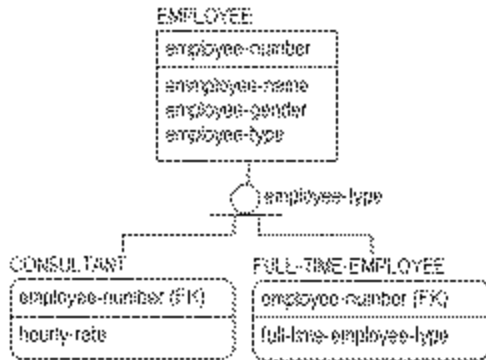 EMPLOYEE
employee-number
emmployee-name
employee-gender
employee-type
employee-type
CONSULTANT
employee-number (FK)
hourly-rate
FULL-TIME-EMPLOYEE
employee-number (FK)
full-time-employee-type